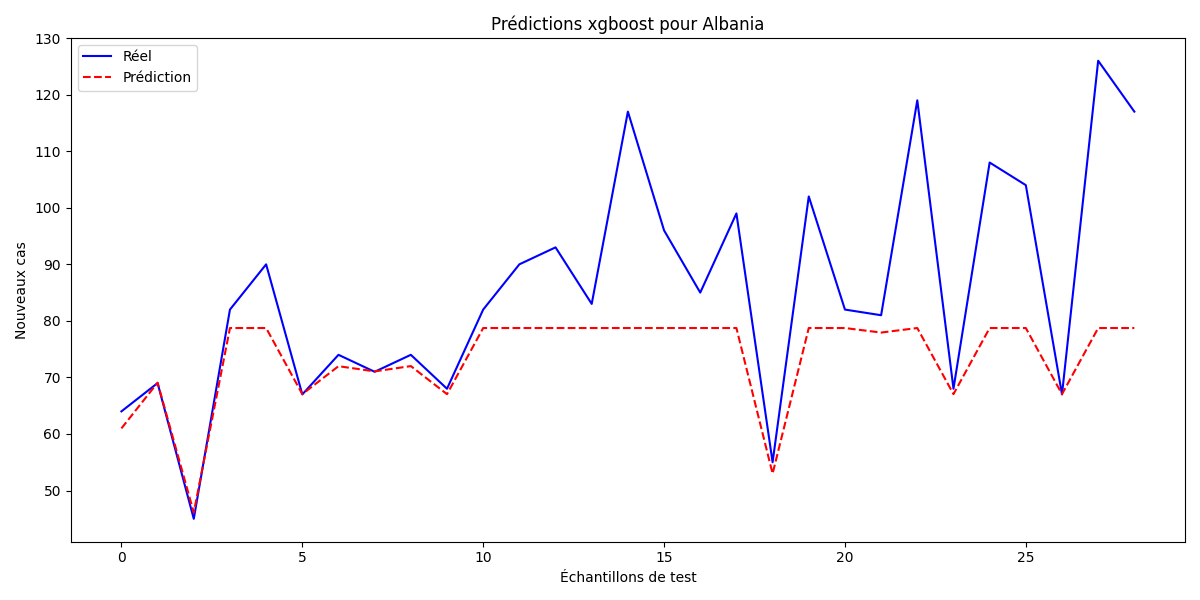 Prédictions xgboost pour Albania
Réel
Prédiction
Nouveaux cas
130
120
110
100
90
80
70
60
50
0 5 10 15 20 25
Échantillons de test